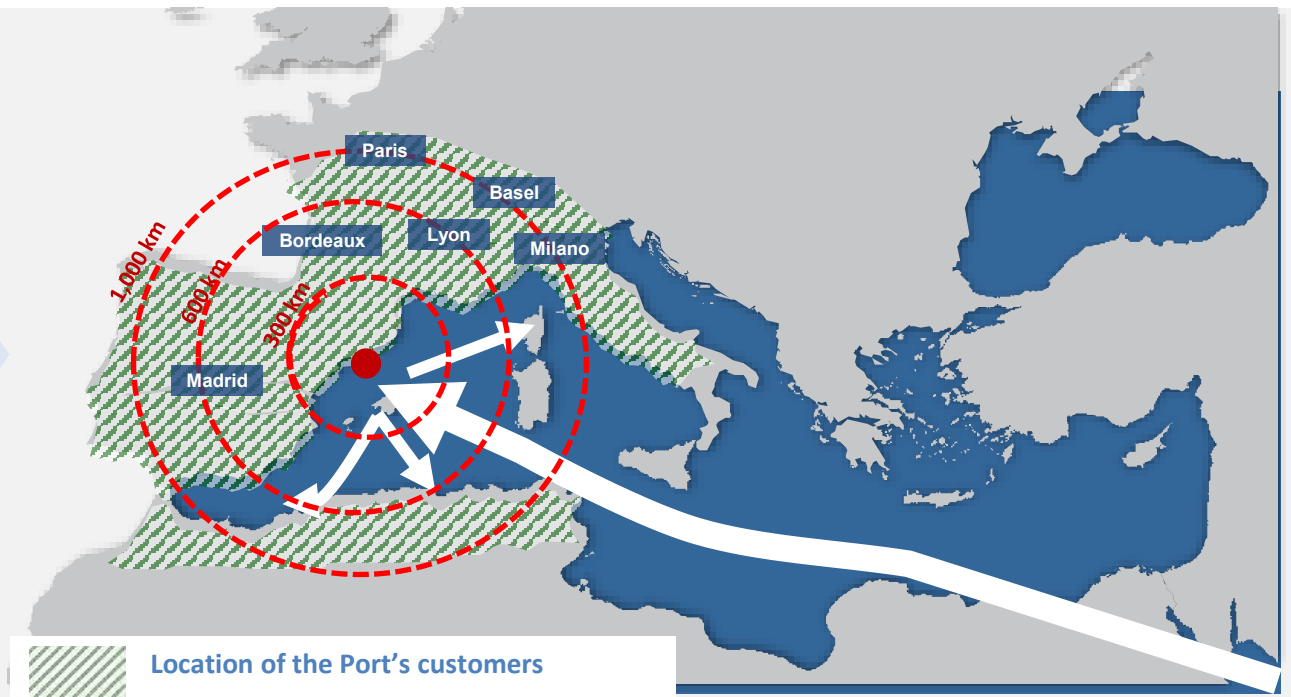 Paris
Basel
Bordeaux
Lyon
Milano
1,000 km
600 km
300 km
Madrid
Location of the Port's customers